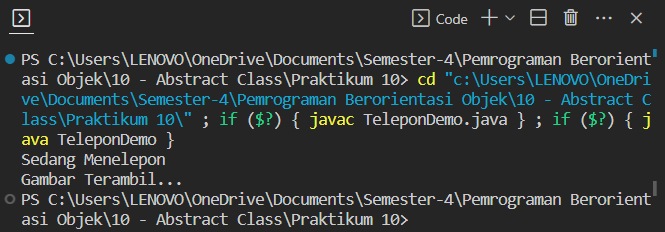 Code
PS C:\Users\LENOVO\OneDrive\Documents\Semester-4\Pemrograman Berorient
asi Objek\10 - Abstract Class\Praktikum 10> cd "c:\Users\LENOVO\OneDri
ve\Documents\Semester-4\Pemrograman Berorientasi Objek\10 - Abstract C
lass\Praktikum 10\" ; if ($?) { javac TeleponDemo.java } ; if ($?) { j
ava TeleponDemo }
Sedang Menelepon
Gambar Terambil...
PS C:\Users\LENOVO\OneDrive\Documents\Semester-4\Pemrograman Berorient
asi Objek\10 - Abstract Class\Praktikum 10>